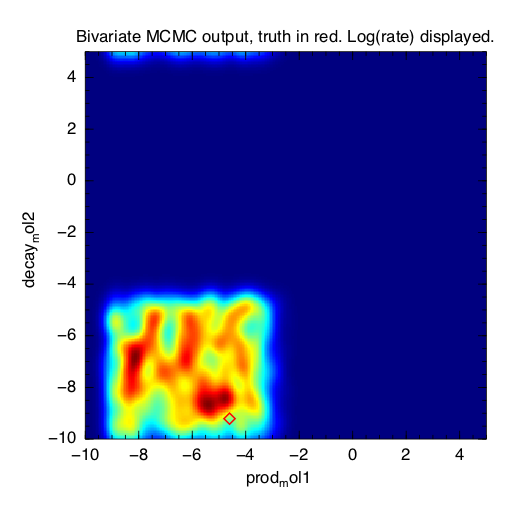 Bivariate MCMC output, truth in red. Log(rate) displayed.
4
2
0
−2
−4
−6
−8
−10
decay_mol2
−10 −8 −6 −4 −2 0 2 4
prod_mol1